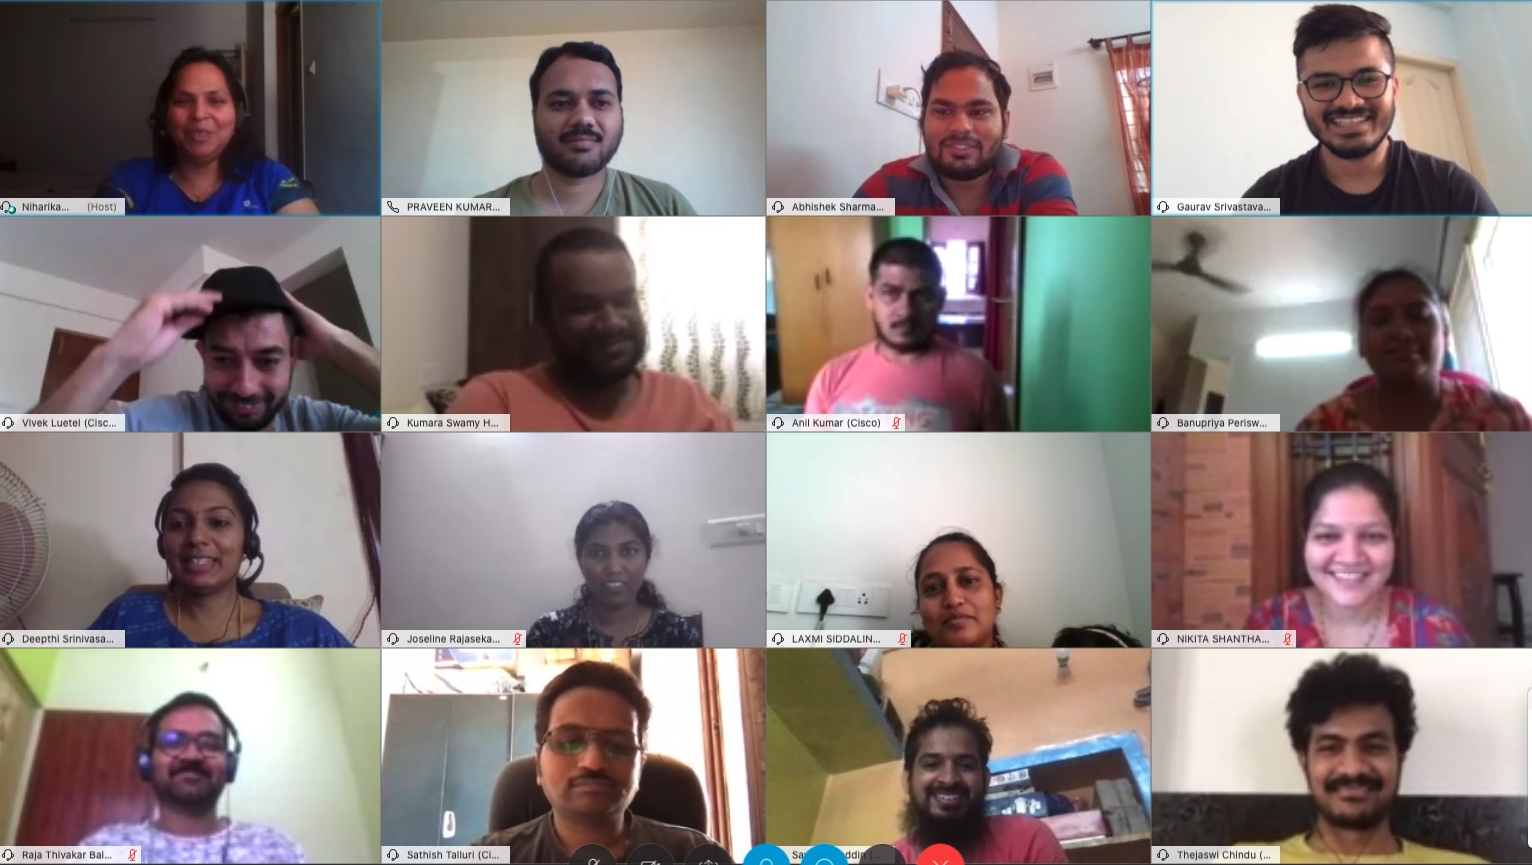 Niharika... (Host)
PRAVEEN KUMAR...
Abhishek Sharma...
Gaurav Srivastava...
Vivek Luetel (Cisc...
Kumara Swamy H...
Anil Kumar (Cisco)
Banupriya Perisw...
Deepthi Srinivasa...
Joseline Rajaseka...
LAXMI SIDDALIN...
NIKITA SHANTHA...
Raja Thivakar Bal...
Sathish Talluri (Ci...
Thejaswi Chindu (...